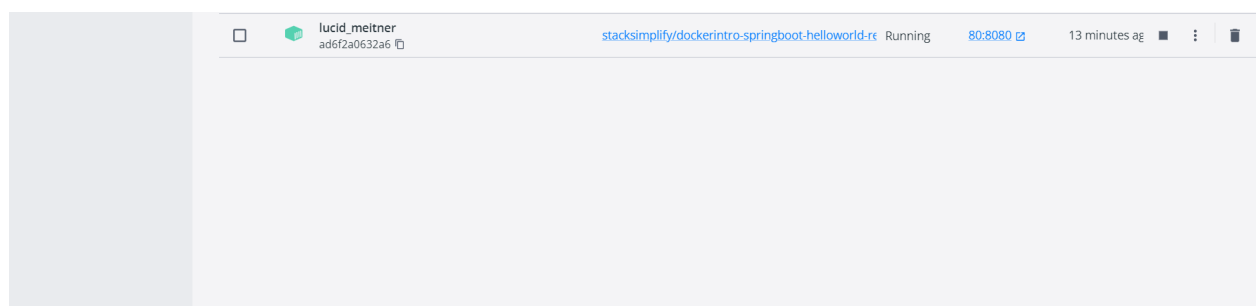 lucid_meitner
ad6f2a0632a6
stacksimplify/dockerintro-springboot-helloworld-re Running 80:8080 13 minutes ag